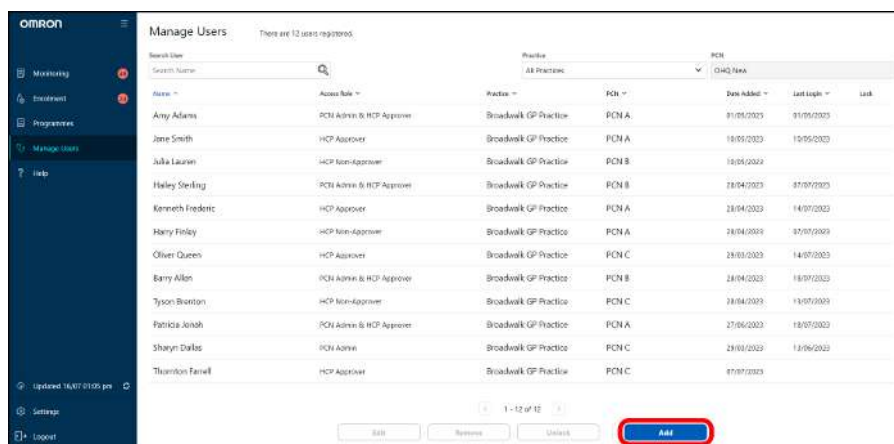 OMRON
Manage Users There are 12 users registered.
Search User Practice PCN
Search Name All Practices OHQ New
Monitoring
Enrolment
Programmes
Manage Users
Help
Name Access Role Practice PCN Date Added Last Login Lock
Amy Adams PCN Admin & HCP Approver Broadwalk GP Practice PCN A 01/05/2023 01/05/2023
Jane Smith HCP Approver Broadwalk GP Practice PCN A 10/05/2023 10/05/2023
Julia Lauren HCP Non-Approver Broadwalk GP Practice PCN B 10/05/2023
Hailey Sterling PCN Admin & HCP Approver Broadwalk GP Practice PCN B 28/04/2023 07/07/2023
Kenneth Frederic HCP Approver Broadwalk GP Practice PCN A 28/04/2023 14/07/2023
Harry Finley HCP Non-Approver Broadwalk GP Practice PCN A 28/04/2023 07/07/2023
Oliver Queen HCP Approver Broadwalk GP Practice PCN C 29/03/2023 14/07/2023
Barry Allen PCN Admin & HCP Approver Broadwalk GP Practice PCN B 28/04/2023 18/07/2023
Tyson Branton HCP Non-Approver Broadwalk GP Practice PCN C 28/04/2023 13/07/2023
Patricia Jonah PCN Admin & HCP Approver Broadwalk GP Practice PCN A 27/06/2023 18/07/2023
Sharyn Dallas PCN Admin Broadwalk GP Practice PCN C 29/03/2023 13/06/2023
Thornton Farrell HCP Approver Broadwalk GP Practice PCN C 07/07/2023
Updated 16/07 01:05 pm
1 - 12 of 12
Settings
Logout
Edit Remove Unlock Add